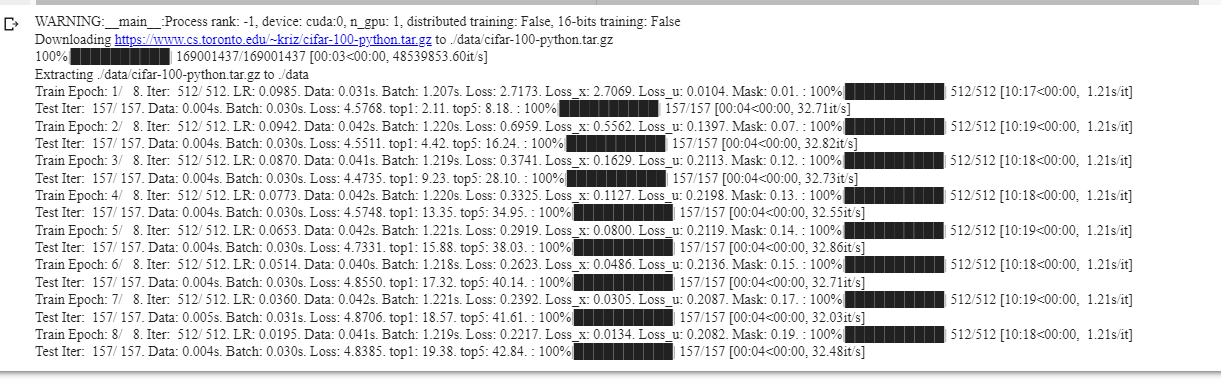 WARNING:__main__:Process rank: -1, device: cuda:0, n_gpu: 1, distributed training: False, 16-bits training: False
Downloading https://www.cs.toronto.edu/~kriz/cifar-100-python.tar.gz to ./data/cifar-100-python.tar.gz
100%|██████████| 169001437/169001437 [00:03<00:00, 48539853.60it/s]
Extracting ./data/cifar-100-python.tar.gz to ./data
Train Epoch: 1/ 8. Iter: 512/ 512. LR: 0.0985. Data: 0.031s. Batch: 1.207s. Loss: 2.7173. Loss_x: 2.7069. Loss_u: 0.0104. Mask: 0.01. : 100%|██████████| 512/512 [10:17<00:00, 1.21s/it]
Test Iter: 157/ 157. Data: 0.004s. Batch: 0.030s. Loss: 4.5768. top1: 2.11. top5: 8.18. : 100%|██████████| 157/157 [00:04<00:00, 32.71it/s]
Train Epoch: 2/ 8. Iter: 512/ 512. LR: 0.0942. Data: 0.042s. Batch: 1.220s. Loss: 0.6959. Loss_x: 0.5562. Loss_u: 0.1397. Mask: 0.07. : 100%|██████████| 512/512 [10:19<00:00, 1.21s/it]
Test Iter: 157/ 157. Data: 0.004s. Batch: 0.030s. Loss: 4.5511. top1: 4.42. top5: 16.24. : 100%|██████████| 157/157 [00:04<00:00, 32.82it/s]
Train Epoch: 3/ 8. Iter: 512/ 512. LR: 0.0870. Data: 0.041s. Batch: 1.219s. Loss: 0.3741. Loss_x: 0.1629. Loss_u: 0.2113. Mask: 0.12. : 100%|██████████| 512/512 [10:18<00:00, 1.21s/it]
Test Iter: 157/ 157. Data: 0.004s. Batch: 0.030s. Loss: 4.4735. top1: 9.23. top5: 28.10. : 100%|██████████| 157/157 [00:04<00:00, 32.73it/s]
Train Epoch: 4/ 8. Iter: 512/ 512. LR: 0.0773. Data: 0.042s. Batch: 1.220s. Loss: 0.3325. Loss_x: 0.1127. Loss_u: 0.2198. Mask: 0.13. : 100%|██████████| 512/512 [10:18<00:00, 1.21s/it]
Test Iter: 157/ 157. Data: 0.004s. Batch: 0.030s. Loss: 4.5748. top1: 13.35. top5: 34.95. : 100%|██████████| 157/157 [00:04<00:00, 32.55it/s]
Train Epoch: 5/ 8. Iter: 512/ 512. LR: 0.0653. Data: 0.042s. Batch: 1.221s. Loss: 0.2919. Loss_x: 0.0800. Loss_u: 0.2119. Mask: 0.14. : 100%|██████████| 512/512 [10:19<00:00, 1.21s/it]
Test Iter: 157/ 157. Data: 0.004s. Batch: 0.030s. Loss: 4.7331. top1: 15.88. top5: 38.03. : 100%|██████████| 157/157 [00:04<00:00, 32.86it/s]
Train Epoch: 6/ 8. Iter: 512/ 512. LR: 0.0514. Data: 0.040s. Batch: 1.218s. Loss: 0.2623. Loss_x: 0.0486. Loss_u: 0.2136. Mask: 0.15. : 100%|██████████| 512/512 [10:18<00:00, 1.21s/it]
Test Iter: 157/ 157. Data: 0.004s. Batch: 0.030s. Loss: 4.8550. top1: 17.32. top5: 40.14. : 100%|██████████| 157/157 [00:04<00:00, 32.71it/s]
Train Epoch: 7/ 8. Iter: 512/ 512. LR: 0.0360. Data: 0.042s. Batch: 1.221s. Loss: 0.2392. Loss_x: 0.0305. Loss_u: 0.2087. Mask: 0.17. : 100%|██████████| 512/512 [10:19<00:00, 1.21s/it]
Test Iter: 157/ 157. Data: 0.005s. Batch: 0.031s. Loss: 4.8706. top1: 18.57. top5: 41.61. : 100%|██████████| 157/157 [00:04<00:00, 32.03it/s]
Train Epoch: 8/ 8. Iter: 512/ 512. LR: 0.0195. Data: 0.041s. Batch: 1.219s. Loss: 0.2217. Loss_x: 0.0134. Loss_u: 0.2082. Mask: 0.19. : 100%|██████████| 512/512 [10:18<00:00, 1.21s/it]
Test Iter: 157/ 157. Data: 0.004s. Batch: 0.030s. Loss: 4.8385. top1: 19.38. top5: 42.84. : 100%|██████████| 157/157 [00:04<00:00, 32.48it/s]